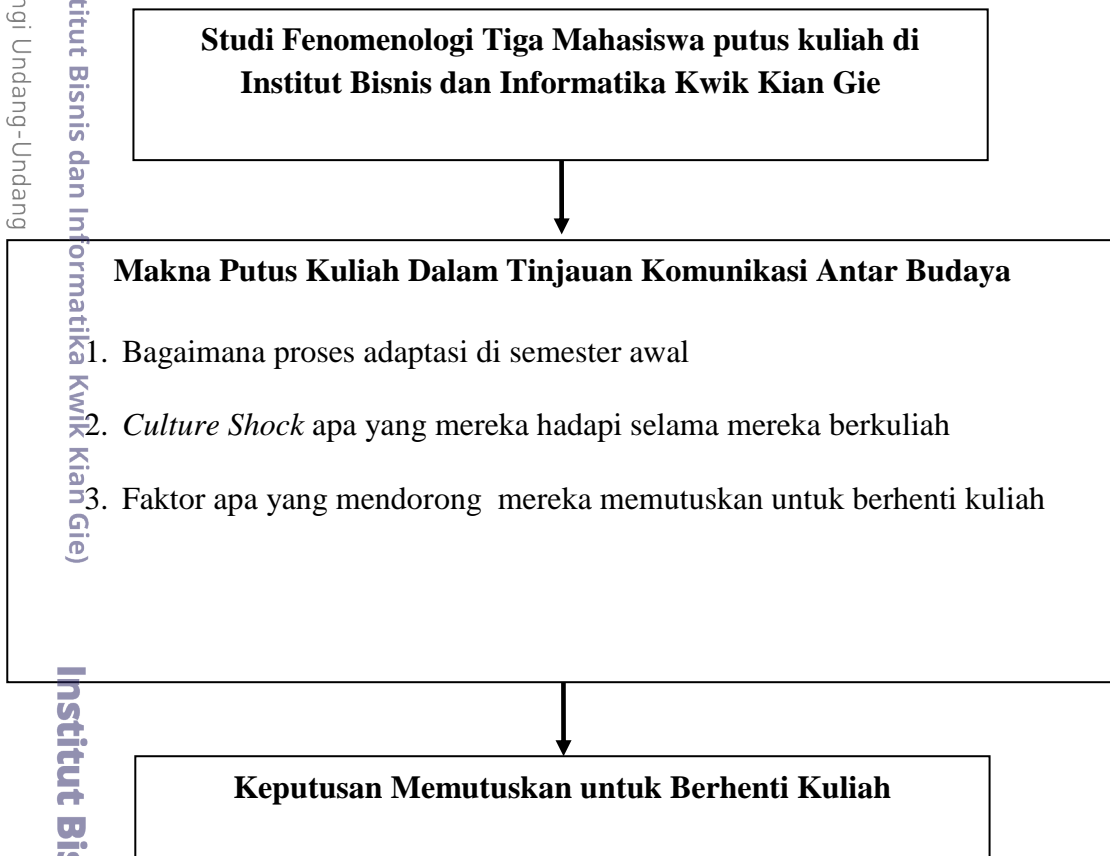 Studi Fenomenologi Tiga Mahasiswa putus kuliah di
Institut Bisnis dan Informatika Kwik Kian Gie
Makna Putus Kuliah Dalam Tinjauan Komunikasi Antar Budaya
1. Bagaimana proses adaptasi di semester awal
2. Culture Shock apa yang mereka hadapi selama mereka berkuliah
3. Faktor apa yang mendorong mereka memutuskan untuk berhenti kuliah
Keputusan Memutuskan untuk Berhenti Kuliah
Undang-Undang
Bisnis dan Informatika Kwik Kian Gie)
Institut